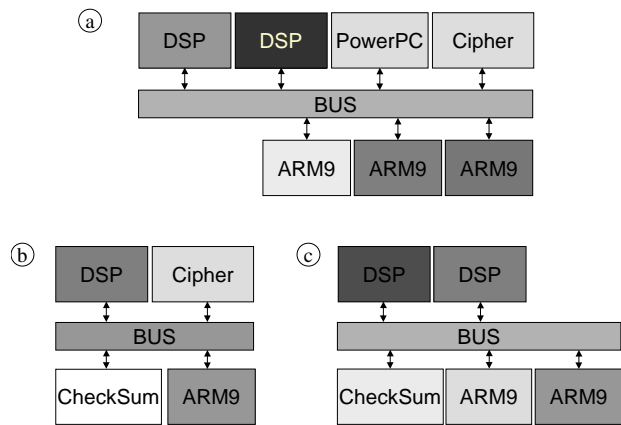 a
DSP DSP PowerPC Cipher
BUS
ARM9 ARM9 ARM9
b
DSP Cipher
BUS
CheckSum ARM9
c
DSP DSP
BUS
CheckSum ARM9 ARM9